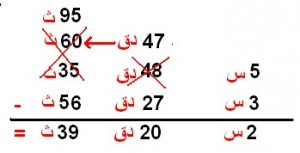 95 ث
47 دق ← 60 ث
5 س 48 دق 35 ث
3 س 27 دق 56 ث -
2 س 20 دق 39 ث =